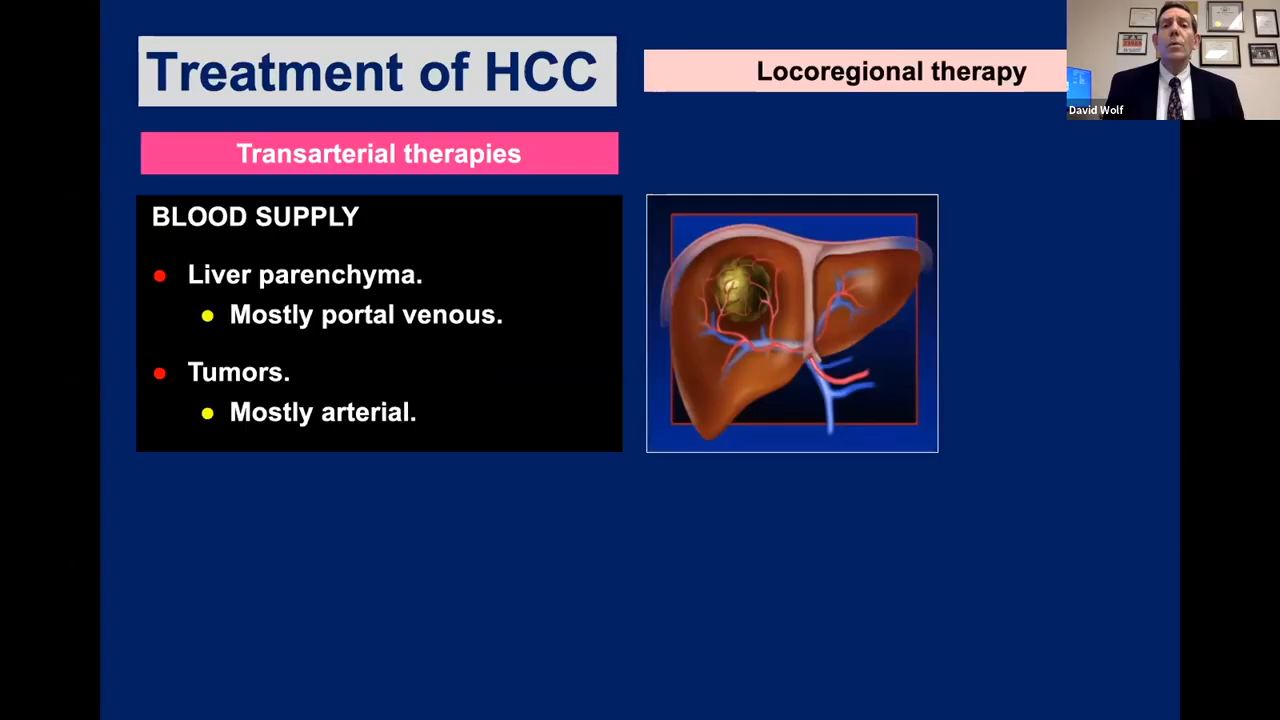 Treatment of HCC
Locoregional therapy
David Wolf
Transarterial therapies
BLOOD SUPPLY
Liver parenchyma.
Mostly portal venous.
Tumors.
Mostly arterial.